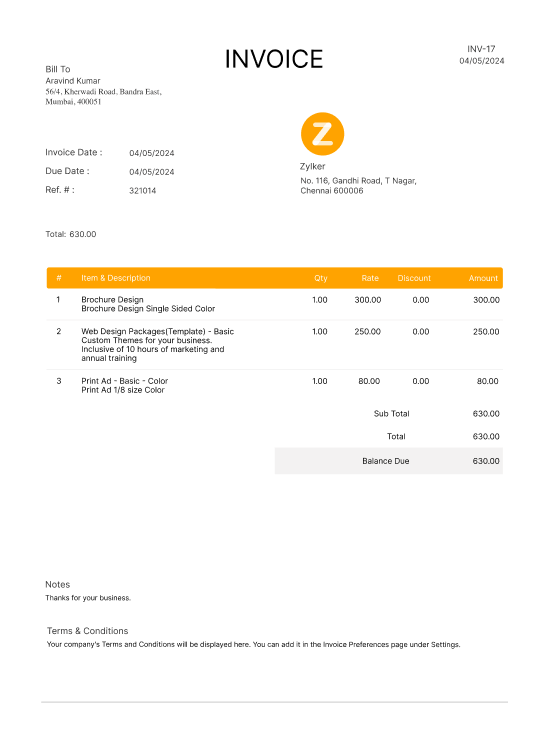 INVOICE
INV-17
04/05/2024
Bill To
Aravind Kumar
56/4, Kherwadi Road, Bandra East,
Mumbai, 400051
Z
Zylker
No. 116, Gandhi Road, T Nagar,
Chennai 600006
Invoice Date : 04/05/2024
Due Date : 04/05/2024
Ref. # : 321014
Total: 630.00
# Item & Description Qty Rate Discount Amount
1 Brochure Design 1.00 300.00 0.00 300.00
Brochure Design Single Sided Color
2 Web Design Packages(Template) - Basic 1.00 250.00 0.00 250.00
Custom Themes for your business.
Inclusive of 10 hours of marketing and
annual training
3 Print Ad - Basic - Color 1.00 80.00 0.00 80.00
Print Ad 1/8 size Color
Sub Total 630.00
Total 630.00
Balance Due 630.00
Notes
Thanks for your business.
Terms & Conditions
Your company's Terms and Conditions will be displayed here. You can add it in the Invoice Preferences page under Settings.